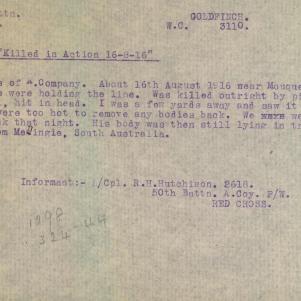 ttn. GOLDFINCH.
W.C. 3110.
"Killed in Action 16-8-16"
s of A.Company. About 16th August 1916 near Mouque
e were holding the line. Was killed outright by
, hit in head. I was a few yards away and saw it
were too hot to remove any bodies back. We we
k that night. His body was then still lying in t
om South Australia.
Informant:- L/Cpl. R.H.Hutchison. 2618.
50th Battn. A.Coy. P/W.
RED CROSS.